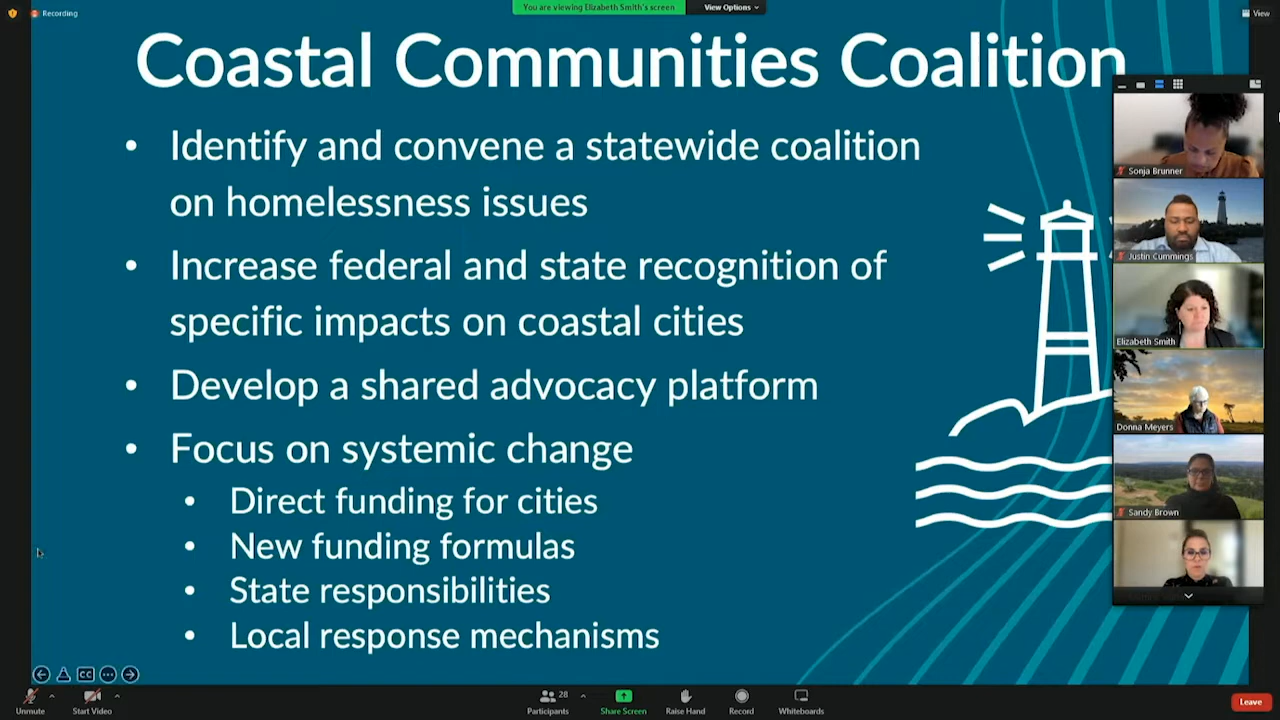 Recording
You are viewing Elizabeth Smith's screen
View Options
View
Coastal Communities Coalition
• Identify and convene a statewide coalition
on homelessness issues
• Increase federal and state recognition of
specific impacts on coastal cities
• Develop a shared advocacy platform
• Focus on systemic change
• Direct funding for cities
• New funding formulas
• State responsibilities
• Local response mechanisms
Sonja Brunner
Justin Cummings
Elizabeth Smith
Donna Meyers
Sandy Brown
CC
Unmute
Start Video
28
Participants
Share Screen
Raise Hand
Record
Whiteboards
Leave